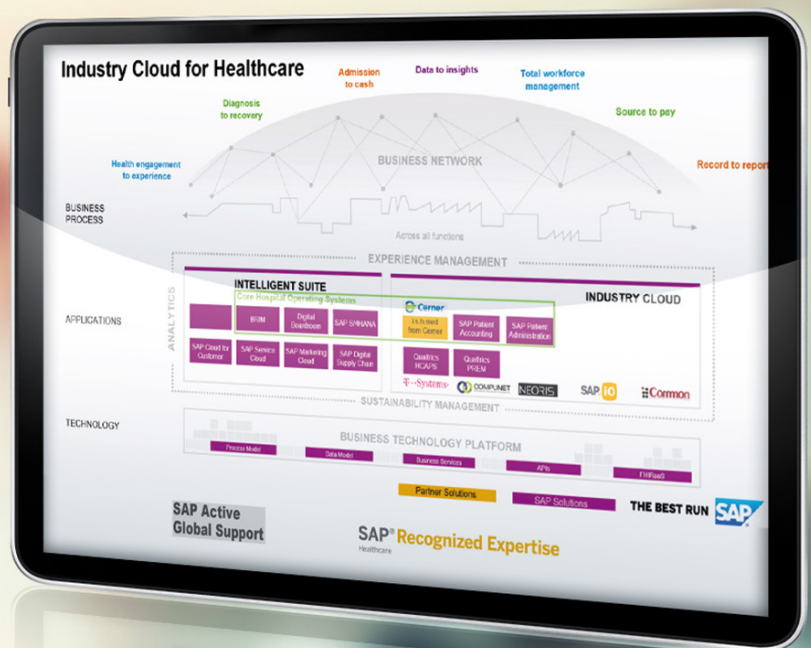 Industry Cloud for Healthcare
Admission
to cash
Data to insights
Total workforce
management
Diagnosis
to recovery
Source to pay
Health engagement
to experience
BUSINESS NETWORK
Record to report
BUSINESS
PROCESS
Across all functions
EXPERIENCE MANAGEMENT
ANALYTICS
INTELLIGENT SUITE
INDUSTRY CLOUD
Core Hospital Operating Systems
Cerner
APPLICATIONS
BRIM
Digital
Boardroom
SAP S/4HANA
from Cerner
SAP Patient
Accounting
SAP Patient
Administration
SAP Cloud for
Customer
SAP Service
Cloud
SAP Marketing
Cloud
SAP Digital
Supply Chain
Qualtrics
HCAPS
Qualtrics
PREM
T··Systems·
COMPUNET
NEORIS
SAP.iO
Common
SUSTAINABILITY MANAGEMENT
TECHNOLOGY
BUSINESS TECHNOLOGY PLATFORM
Process Model
Data Model
Business Services
APIs
Partner Solutions
SAP Solutions
THE BEST RUN SAP
SAP Active
Global Support
SAP® Recognized Expertise
Healthcare